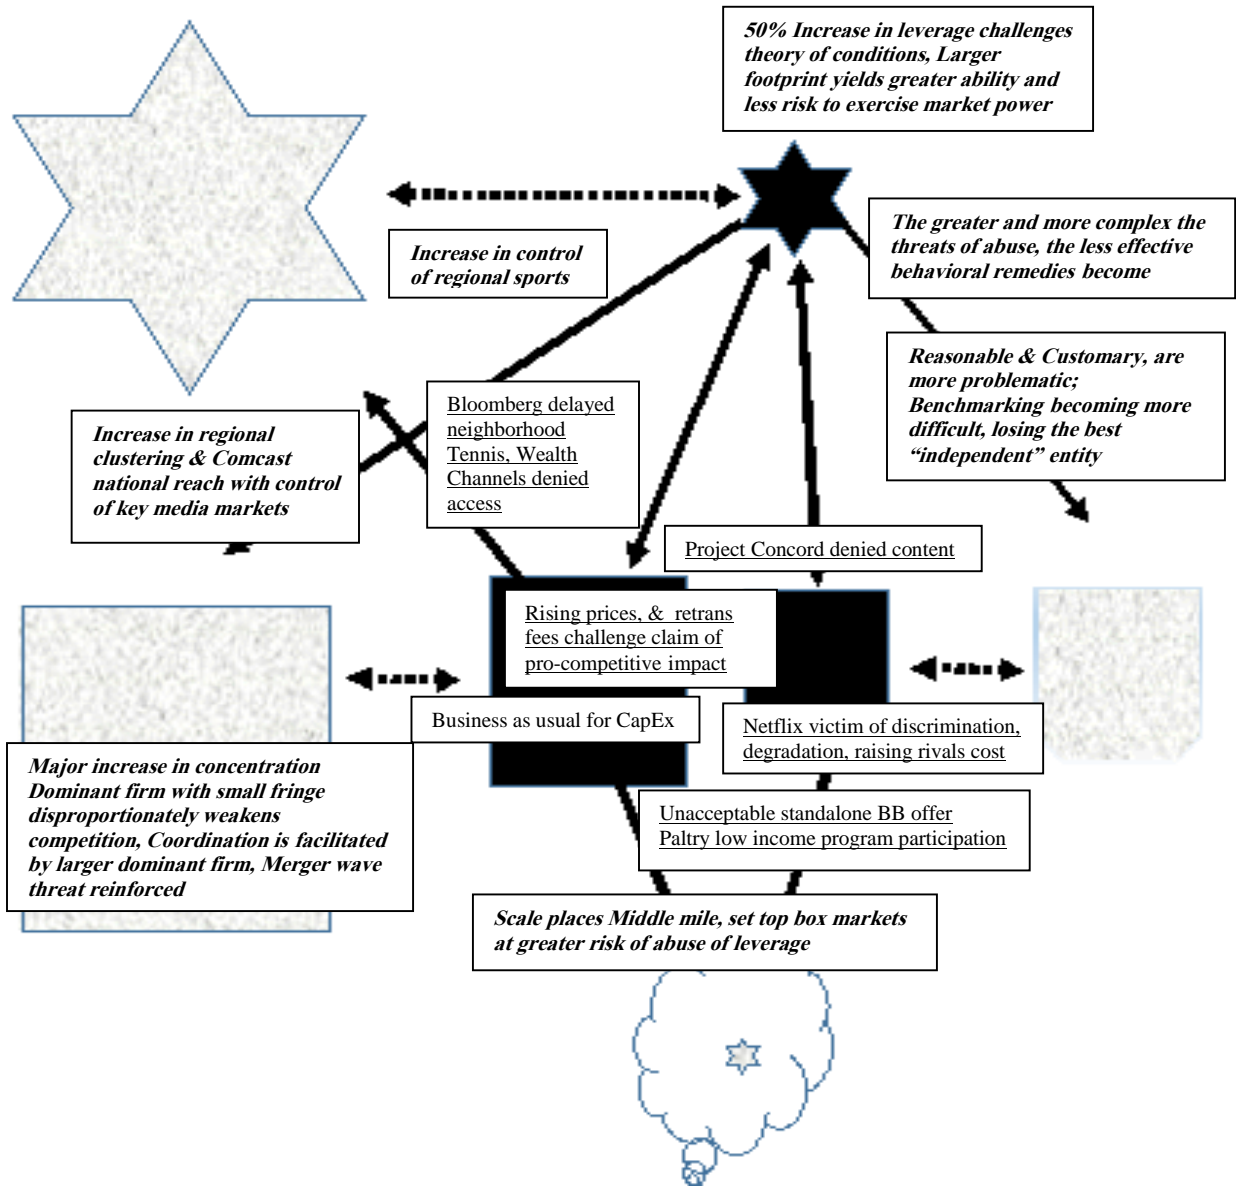 50% Increase in leverage challenges
theory of conditions, Larger
footprint yields greater ability and
less risk to exercise market power
The greater and more complex the
threats of abuse, the less effective
behavioral remedies become
Increase in control
of regional sports
Reasonable & Customary, are
more problematic;
Benchmarking becoming more
difficult, losing the best
“independent” entity
Bloomberg delayed
neighborhood
Tennis, Wealth
Channels denied
access
Increase in regional
clustering & Comcast
national reach with control
of key media markets
Project Concord denied content
Rising prices, & retrans
fees challenge claim of
pro-competitive impact
Business as usual for CapEx
Netflix victim of discrimination,
degradation, raising rivals cost
Major increase in concentration
Dominant firm with small fringe
disproportionately weakens
competition, Coordination is facilitated
by larger dominant firm, Merger wave
threat reinforced
Unacceptable standalone BB offer
Paltry low income program participation
Scale places Middle mile, set top box markets
at greater risk of abuse of leverage